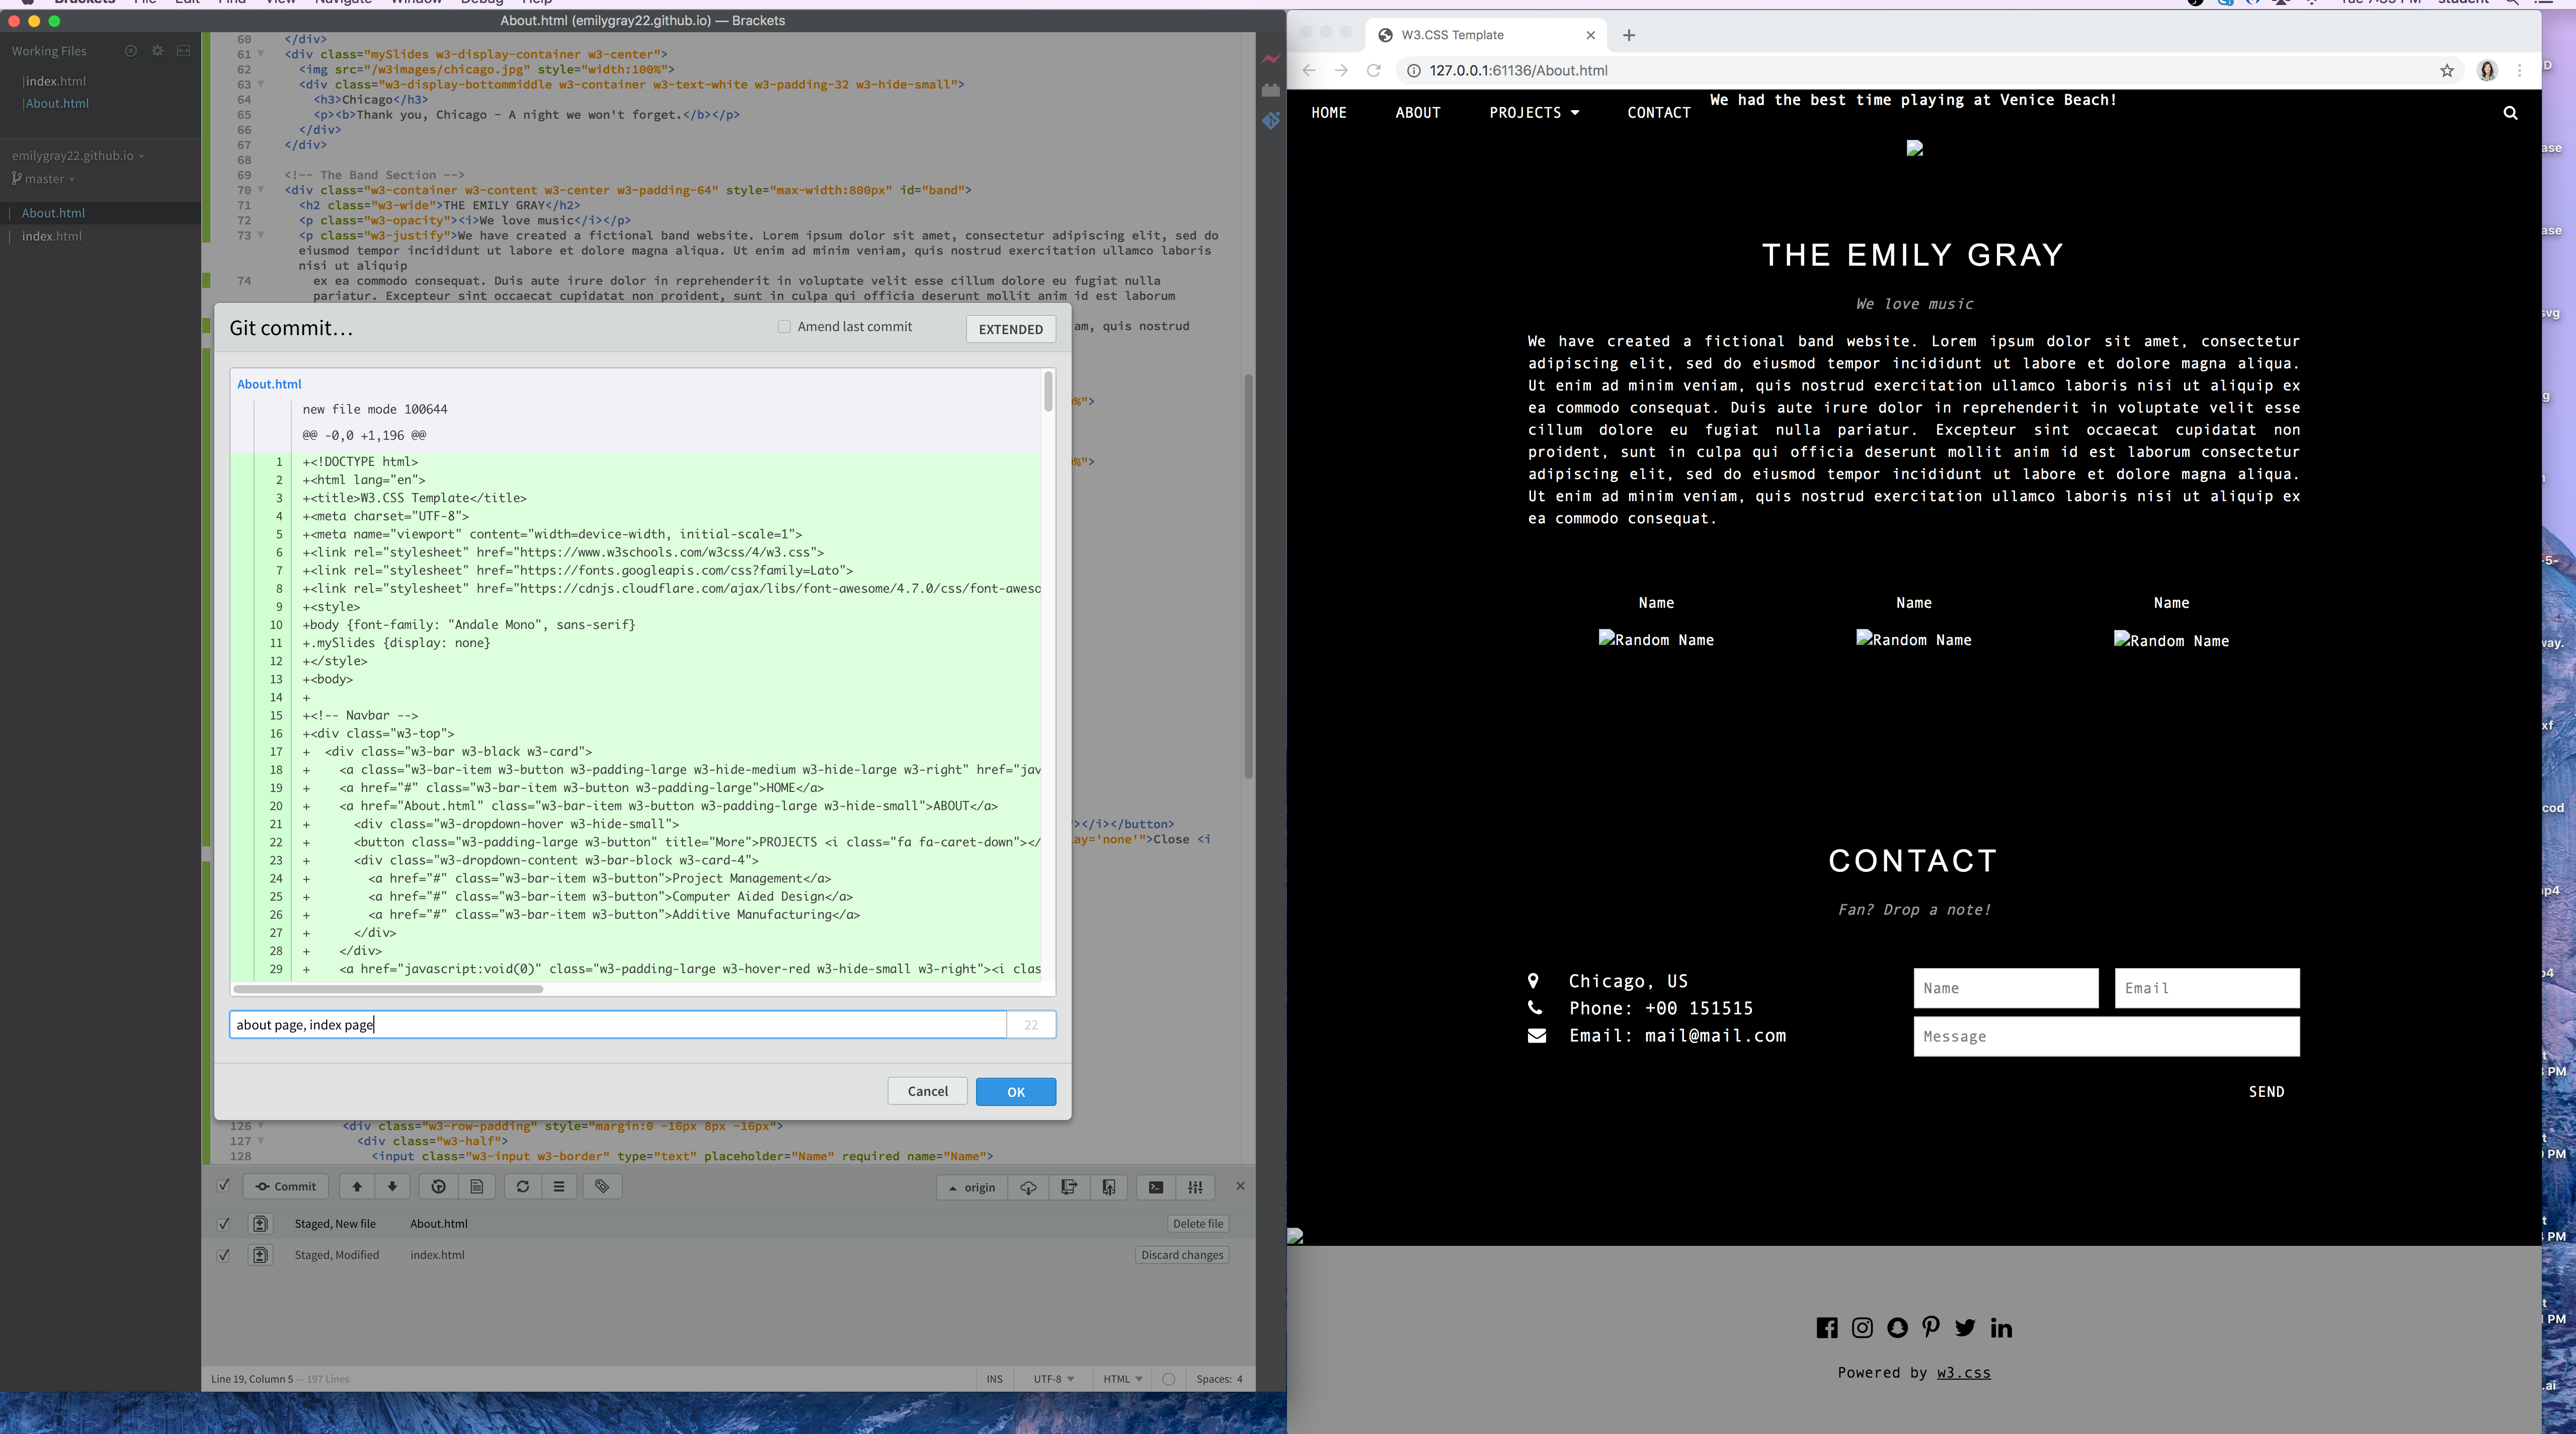 Brackets File Edit Find View Navigate Window Debug Help
Tue 7:35 PM student
About.html (emilygray22.github.io) — Brackets
Working Files
index.html
About.html
emilygray22.github.io
master
About.html
index.html
60 </div>
61 <div class="mySlides w3-display-container w3-center">
62 <img src="/w3images/chicago.jpg" style="width:100%">
63 <div class="w3-display-bottommiddle w3-container w3-text-white w3-padding-32 w3-hide-small">
64 <h3>Chicago</h3>
65 <p><b>Thank you, Chicago - A night we won't forget.</b></p>
66 </div>
67 </div>
68
69 <!-- The Band Section -->
70 <div class="w3-container w3-content w3-center w3-padding-64" style="max-width:800px" id="band">
71 <h2 class="w3-wide">THE EMILY GRAY</h2>
72 <p class="w3-opacity"><i>We love music</i></p>
73 <p class="w3-justify">We have created a fictional band website. Lorem ipsum dolor sit amet, consectetur adipiscing elit, sed do
eiusmod tempor incididunt ut labore et dolore magna aliqua. Ut enim ad minim veniam, quis nostrud exercitation ullamco laboris
nisi ut aliquip
74 ex ea commodo consequat. Duis aute irure dolor in reprehenderit in voluptate velit esse cillum dolore eu fugiat nulla
pariatur. Excepteur sint occaecat cupidatat non proident, sunt in culpa qui officia deserunt mollit anim id est laborum
am, quis nostrud
0%">
0%">
></i></button>
lay='none'">Close <i
Git commit…
Amend last commit
EXTENDED
About.html
new file mode 100644
@@ -0,0 +1,196 @@
1 +<!DOCTYPE html>
2 +<html lang="en">
3 +<title>W3.CSS Template</title>
4 +<meta charset="UTF-8">
5 +<meta name="viewport" content="width=device-width, initial-scale=1">
6 +<link rel="stylesheet" href="https://www.w3schools.com/w3css/4/w3.css">
7 +<link rel="stylesheet" href="https://fonts.googleapis.com/css?family=Lato">
8 +<link rel="stylesheet" href="https://cdnjs.cloudflare.com/ajax/libs/font-awesome/4.7.0/css/font-aweso
9 +<style>
10 +body {font-family: "Andale Mono", sans-serif}
11 +.mySlides {display: none}
12 +</style>
13 +<body>
14 +
15 +<!-- Navbar -->
16 +<div class="w3-top">
17 + <div class="w3-bar w3-black w3-card">
18 + <a class="w3-bar-item w3-button w3-padding-large w3-hide-medium w3-hide-large w3-right" href="jav
19 + <a href="#" class="w3-bar-item w3-button w3-padding-large">HOME</a>
20 + <a href="About.html" class="w3-bar-item w3-button w3-padding-large w3-hide-small">ABOUT</a>
21 + <div class="w3-dropdown-hover w3-hide-small">
22 + <button class="w3-padding-large w3-button" title="More">PROJECTS <i class="fa fa-caret-down"></
23 + <div class="w3-dropdown-content w3-bar-block w3-card-4">
24 + <a href="#" class="w3-bar-item w3-button">Project Management</a>
25 + <a href="#" class="w3-bar-item w3-button">Computer Aided Design</a>
26 + <a href="#" class="w3-bar-item w3-button">Additive Manufacturing</a>
27 + </div>
28 + </div>
29 + <a href="javascript:void(0)" class="w3-padding-large w3-hover-red w3-hide-small w3-right"><i clas
about page, index page 22
Cancel OK
126 <div class="w3-row-padding" style="margin:0 -16px 8px -16px">
127 <div class="w3-half">
128 <input class="w3-input w3-border" type="text" placeholder="Name" required name="Name">
Commit origin
Staged, New file About.html Delete file
Staged, Modified index.html Discard changes
Line 19, Column 5 — 197 Lines INS UTF-8 HTML Spaces: 4
W3.CSS Template
127.0.0.1:61136/About.html
We had the best time playing at Venice Beach!
HOME ABOUT PROJECTS CONTACT
THE EMILY GRAY
We love music
We have created a fictional band website. Lorem ipsum dolor sit amet, consectetur
adipiscing elit, sed do eiusmod tempor incididunt ut labore et dolore magna aliqua.
Ut enim ad minim veniam, quis nostrud exercitation ullamco laboris nisi ut aliquip ex
ea commodo consequat. Duis aute irure dolor in reprehenderit in voluptate velit esse
cillum dolore eu fugiat nulla pariatur. Excepteur sint occaecat cupidatat non
proident, sunt in culpa qui officia deserunt mollit anim id est laborum consectetur
adipiscing elit, sed do eiusmod tempor incididunt ut labore et dolore magna aliqua.
Ut enim ad minim veniam, quis nostrud exercitation ullamco laboris nisi ut aliquip ex
ea commodo consequat.
Name Name Name
Random Name Random Name Random Name
CONTACT
Fan? Drop a note!
Chicago, US
Phone: +00 151515
Email: mail@mail.com
Name Email
Message
SEND
Powered by w3.css